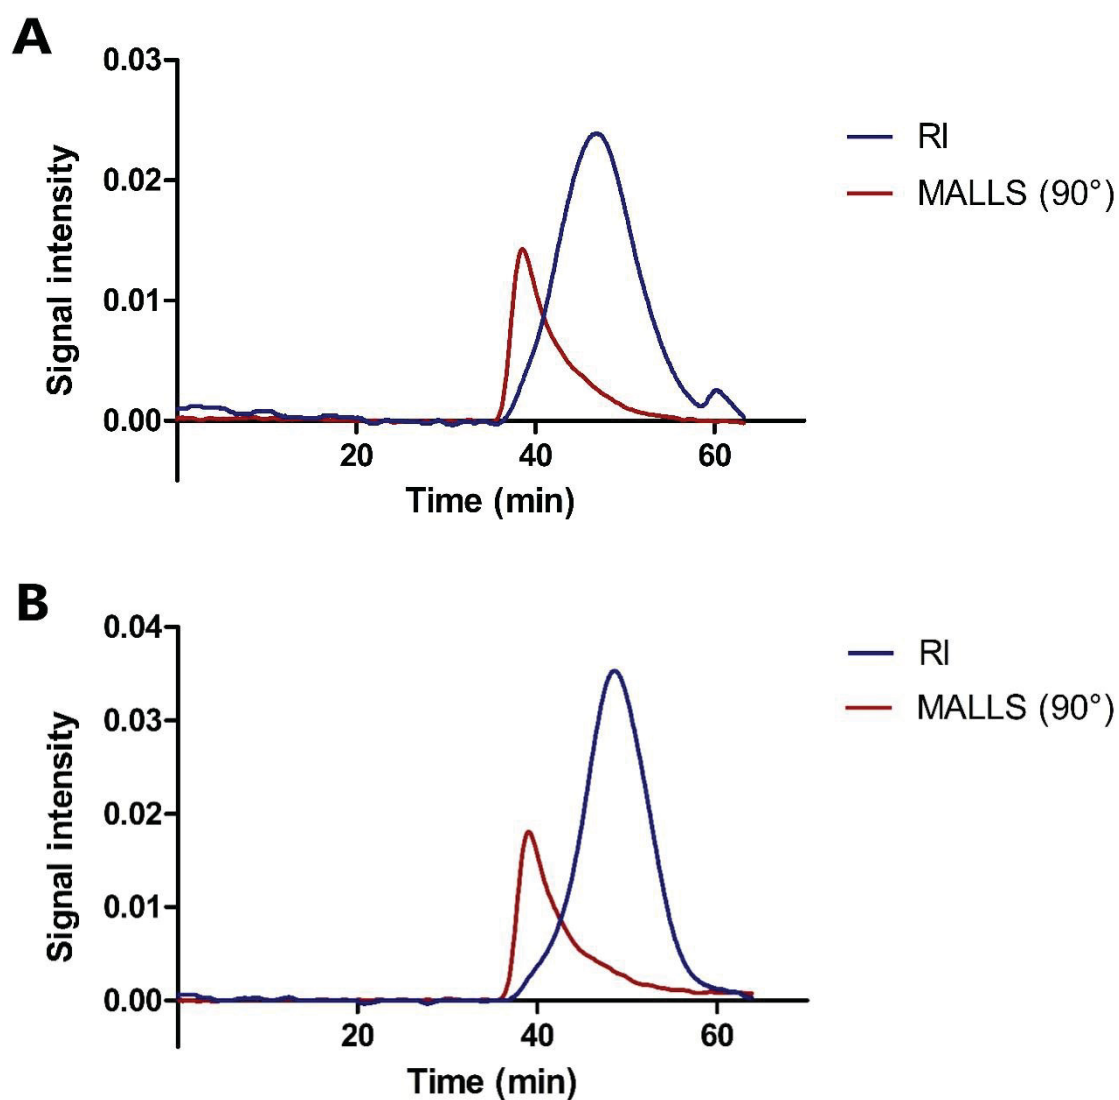 A
0.03
0.02
0.01
0.00
Signal intensity
20 40 60
Time (min)
RI
MALLS (90°)
B
0.04
0.03
0.02
0.01
0.00
Signal intensity
20 40 60
Time (min)
RI
MALLS (90°)